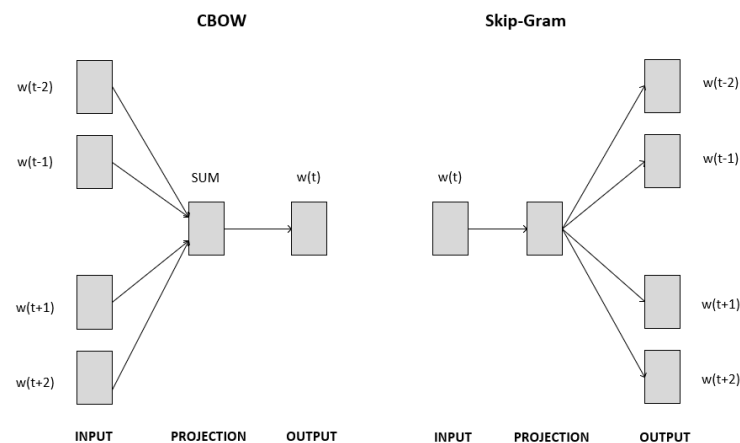 CBOW
w(t-2)
w(t-1)
SUM
w(t)
w(t+1)
w(t+2)
INPUT PROJECTION OUTPUT
Skip-Gram
w(t-2)
w(t-1)
w(t)
w(t+1)
w(t+2)
INPUT PROJECTION OUTPUT